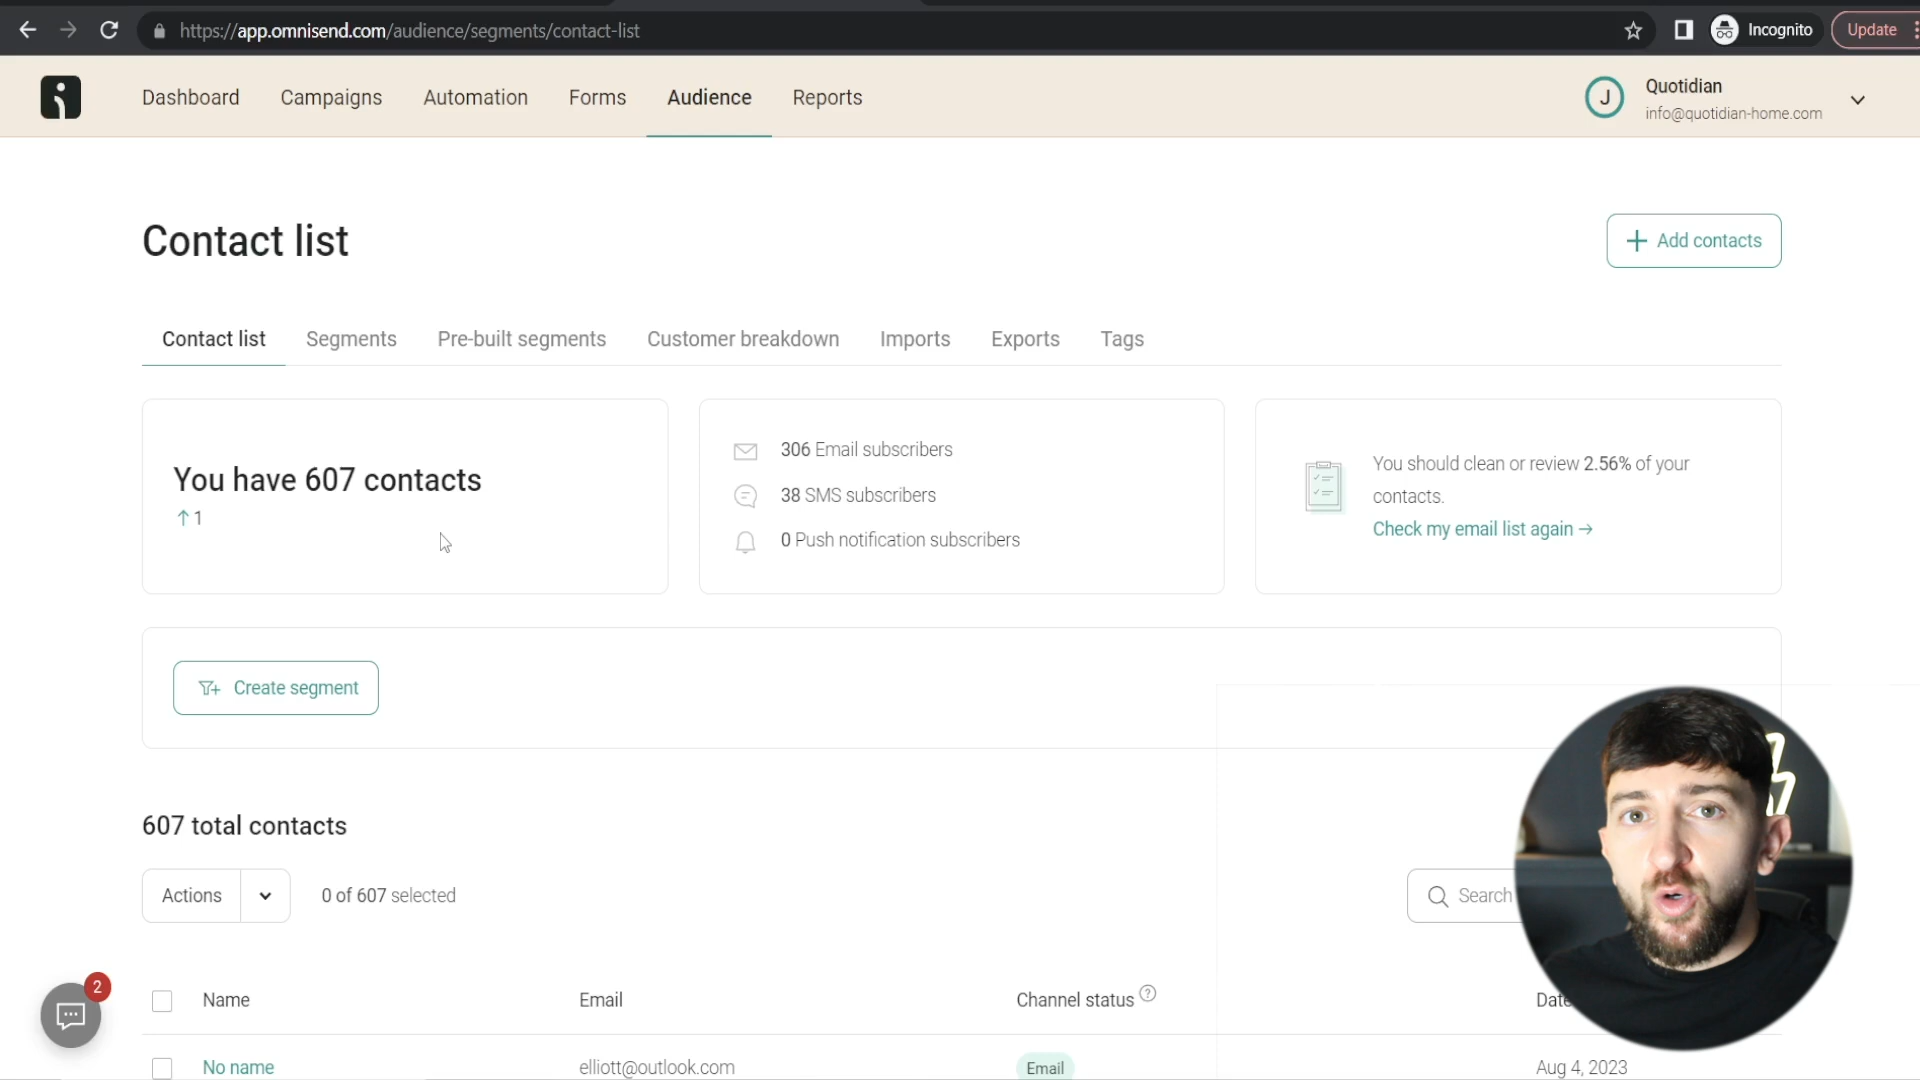 https://app.omnisend.com/audience/segments/contact-list
Incognito
Update
Dashboard
Campaigns
Automation
Forms
Audience
Reports
J
Quotidian
info@quotidian-home.com
Contact list
Add contacts
Contact list
Segments
Pre-built segments
Customer breakdown
Imports
Exports
Tags
You have 607 contacts
↑ 1
306 Email subscribers
38 SMS subscribers
0 Push notification subscribers
You should clean or review 2.56% of your
contacts.
Check my email list again →
Create segment
607 total contacts
Actions
0 of 607 selected
Search
2
Name
Email
Channel status ?
Date
No name
elliott@outlook.com
Email
Aug 4, 2023